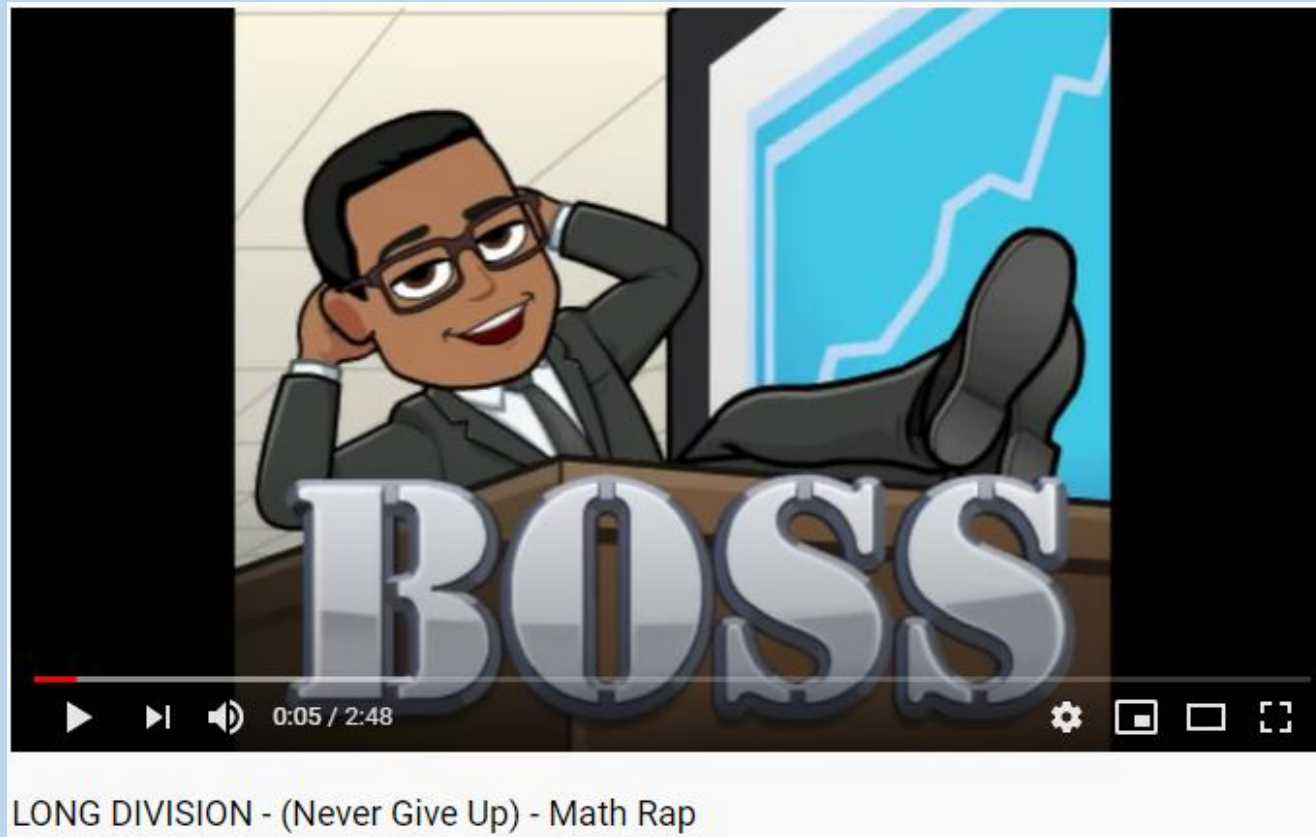 BOSS
0:05 / 2:48
LONG DIVISION - (Never Give Up) - Math Rap